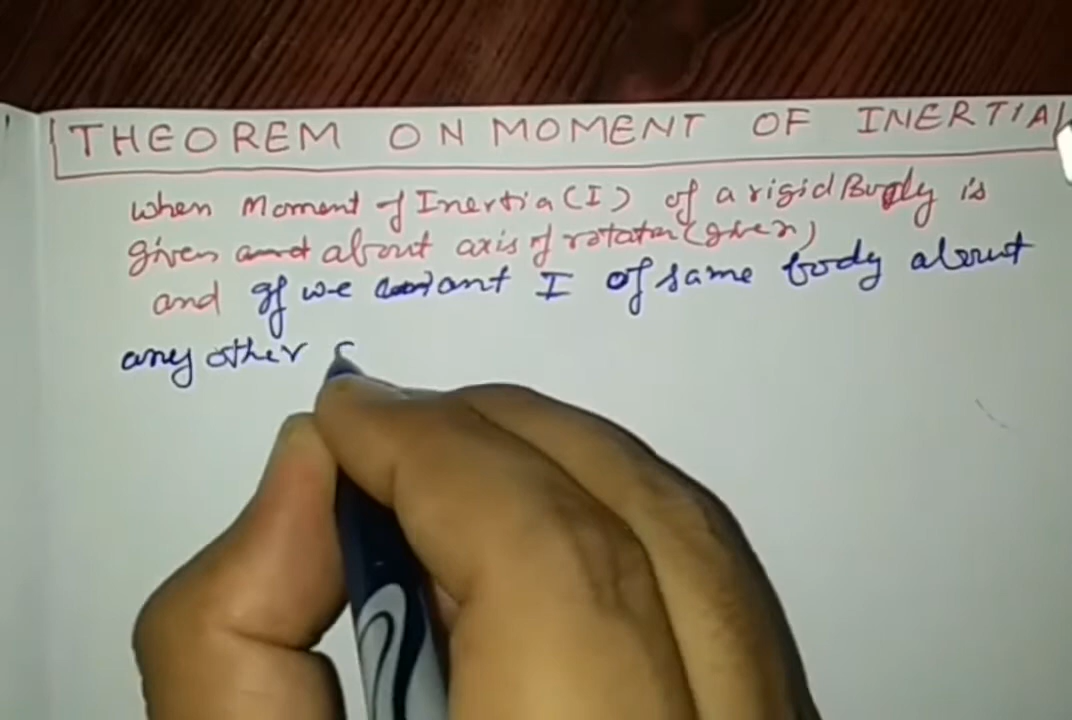 THEOREM ON MOMENT OF INERTIA
when Moment of Inertia (I) of a rigid Body is
given and about axis of rotation (given)
and If we want I of same body about
any other